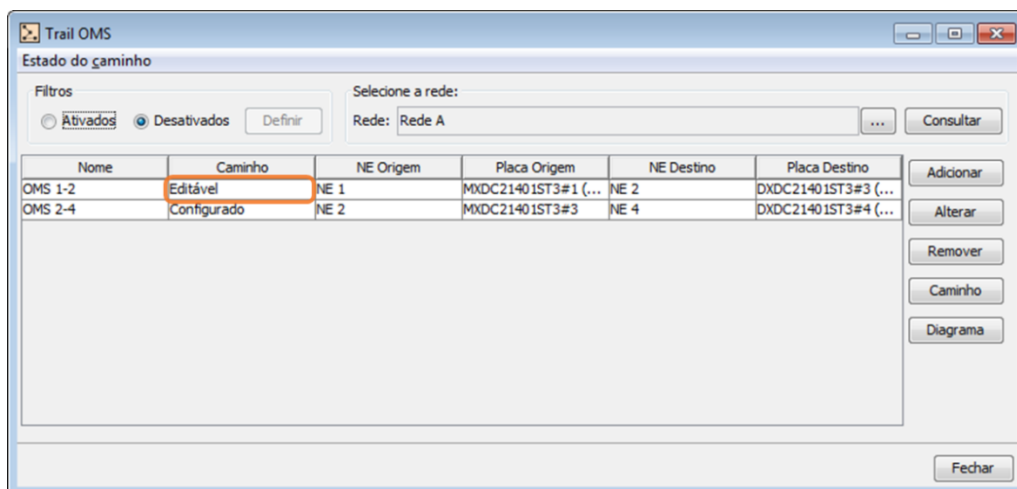 Trail OMS
Estado do caminho
Filtros
Selecione a rede:
Ativados Desativados Definir Rede: Rede A ... Consultar
Nome Caminho NE Origem Placa Origem NE Destino Placa Destino
OMS 1-2 Editável NE 1 MXDC21401ST3#1 (... NE 2 DXDC21401ST3#3 (...
OMS 2-4 Configurado NE 2 MXDC21401ST3#3 NE 4 DXDC21401ST3#4 (...
Adicionar
Alterar
Remover
Caminho
Diagrama
Fechar